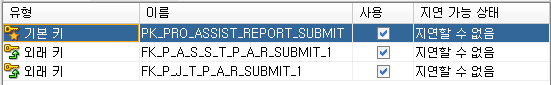 유형 이름 사용 지연 가능 상태
기본 키 PK_PRO_ASSIST_REPORT_SUBMIT 지연할 수 없음
외래 키 FK_P_A_S_S_T_P_A_R_SUBMIT_1 지연할 수 없음
외래 키 FK_P_J_T_P_A_R_SUBMIT_1 지연할 수 없음